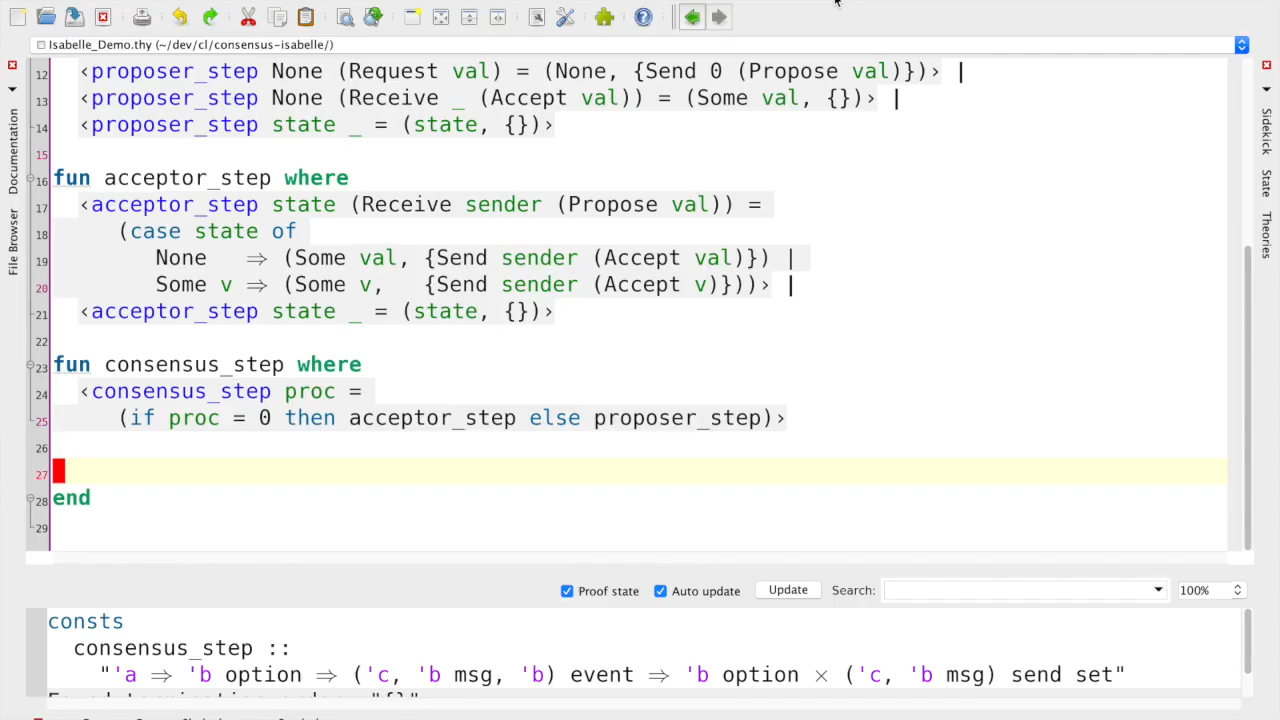 Isabelle_Demo.thy (~/dev/cl/consensus-isabelle/)
12 ‹proposer_step None (Request val) = (None, {Send 0 (Propose val)})› |
13 ‹proposer_step None (Receive _ (Accept val)) = (Some val, {})› |
14 ‹proposer_step state _ = (state, {})›
15
16 fun acceptor_step where
17 ‹acceptor_step state (Receive sender (Propose val)) =
18 (case state of
19 None ⇒ (Some val, {Send sender (Accept val)}) |
20 Some v ⇒ (Some v, {Send sender (Accept v)}))› |
21 ‹acceptor_step state _ = (state, {})›
22
23 fun consensus_step where
24 ‹consensus_step proc =
25 (if proc = 0 then acceptor_step else proposer_step)›
26
27
28 end
29
Documentation
File Browser
Sidekick
State
Theories
Proof state Auto update Update Search: 100%
consts
consensus_step ::
"'a ⇒ 'b option ⇒ ('c, 'b msg, 'b) event ⇒ 'b option × ('c, 'b msg) send set"